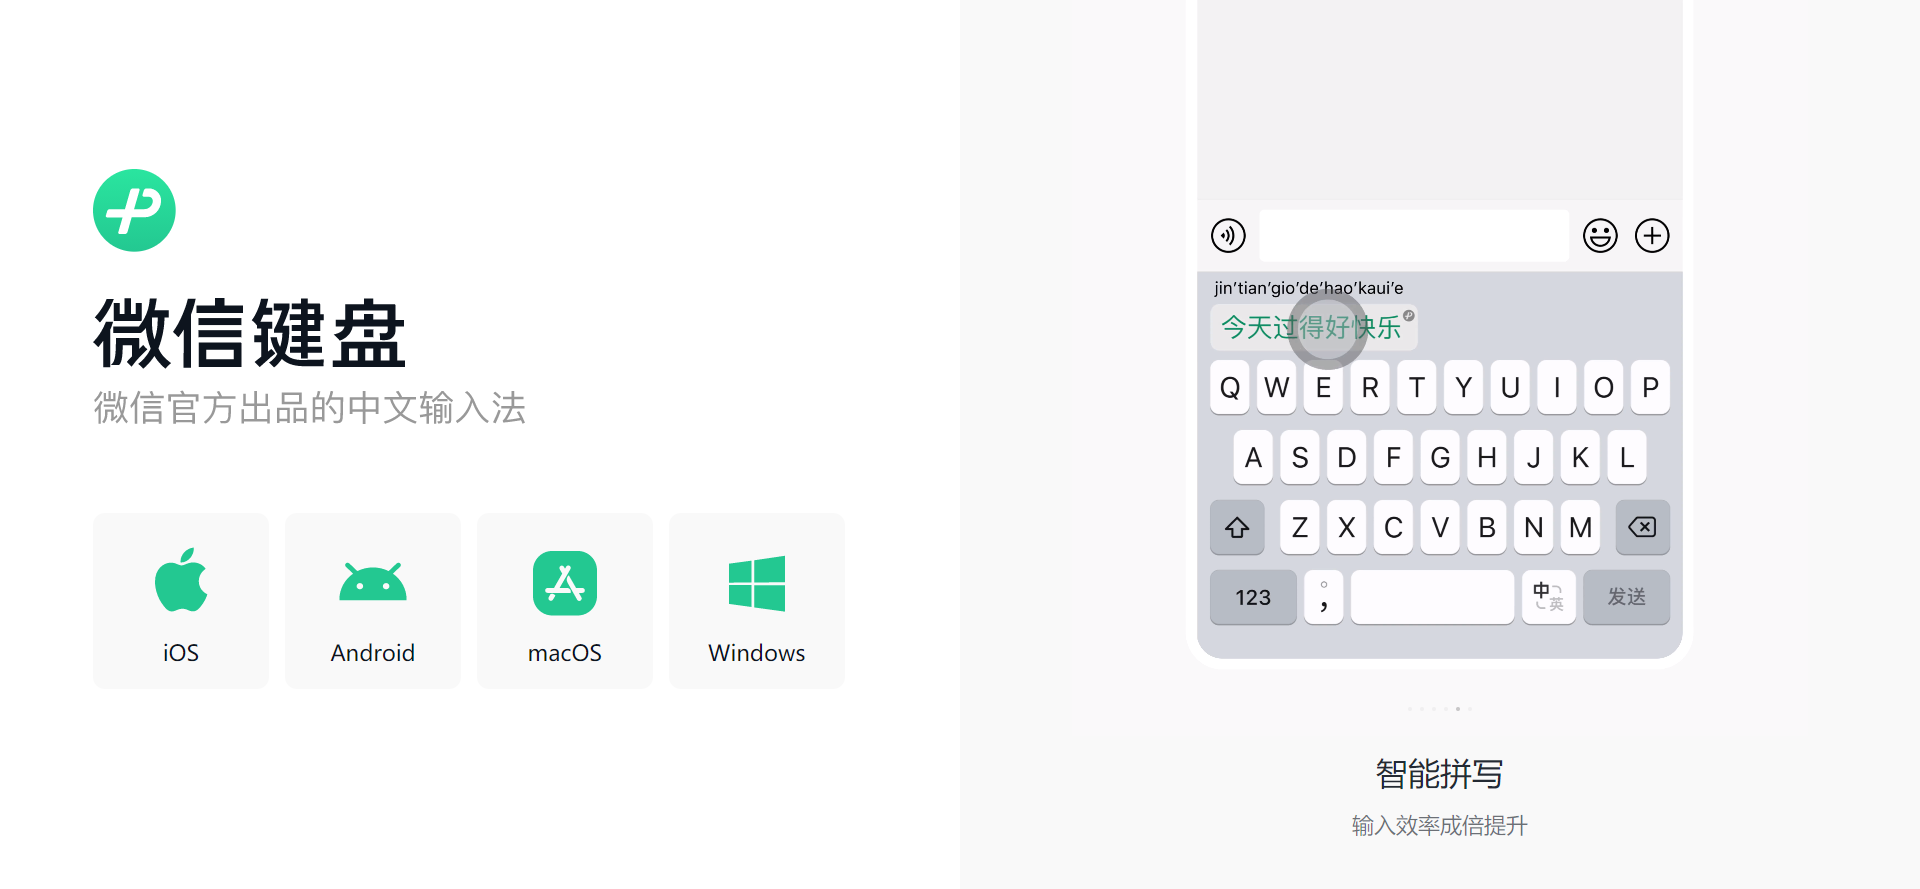 微信键盘
微信官方出品的中文输入法
iOS
Android
macOS
Windows
jin'tian'gio'de'hao'kaui'e
今天过得好快乐
Q W E R T Y U I O P
A S D F G H J K L
Z X C V B N M
123 。, 中 英 发送
智能拼写
输入效率成倍提升